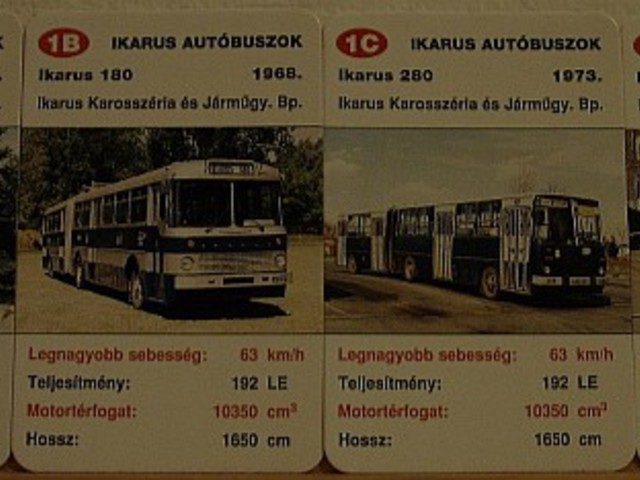 1B IKARUS AUTÓBUSZOK
Ikarus 180 1968.
Ikarus Karosszéria és Járműgy. Bp.
Legnagyobb sebesség: 63 km/h
Teljesítmény: 192 LE
Motortérfogat: 10350 cm³
Hossz: 1650 cm
1C IKARUS AUTÓBUSZOK
Ikarus 280 1973.
Ikarus Karosszéria és Járműgy. Bp.
Legnagyobb sebesség: 63 km/h
Teljesítmény: 192 LE
Motortérfogat: 10350 cm³
Hossz: 1650 cm